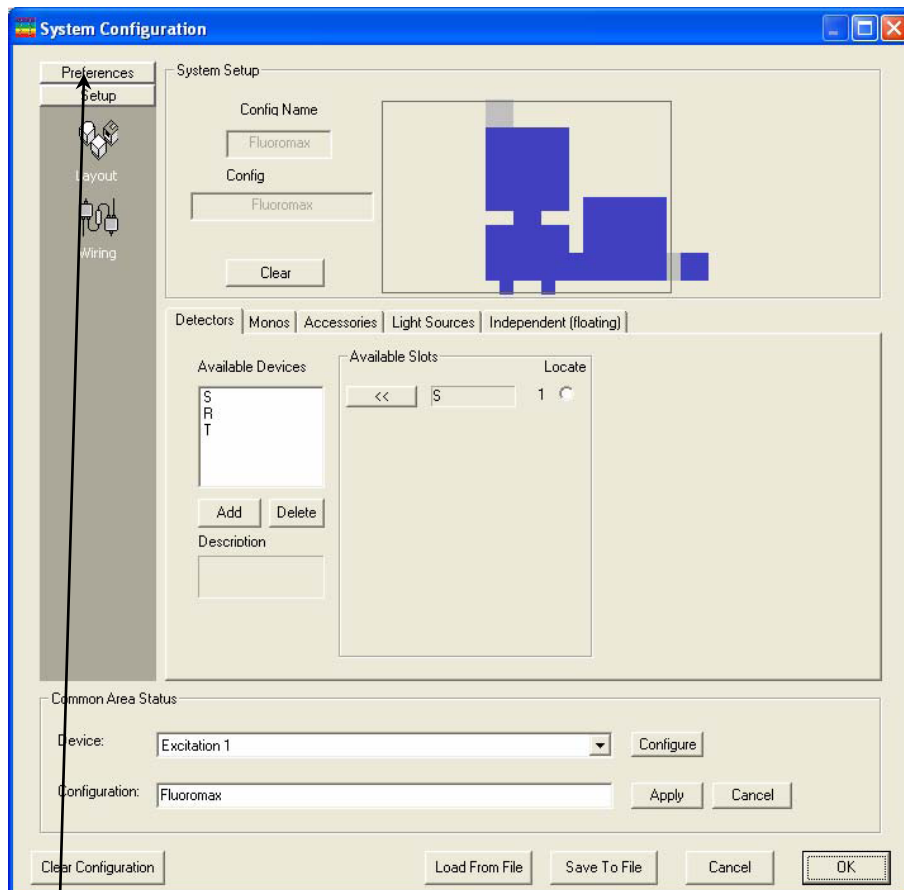 System Configuration
Preferences
Setup
Layout
Wiring
System Setup
Config Name
Fluoromax
Config
Fluoromax
Clear
Detectors Monos Accessories Light Sources Independent (floating)
Available Devices
S
R
T
Add Delete
Description
Available Slots
Locate
<< S 1
Common Area Status
Device: Excitation 1 Configure
Configuration: Fluoromax Apply Cancel
Clear Configuration Load From File Save To File Cancel OK